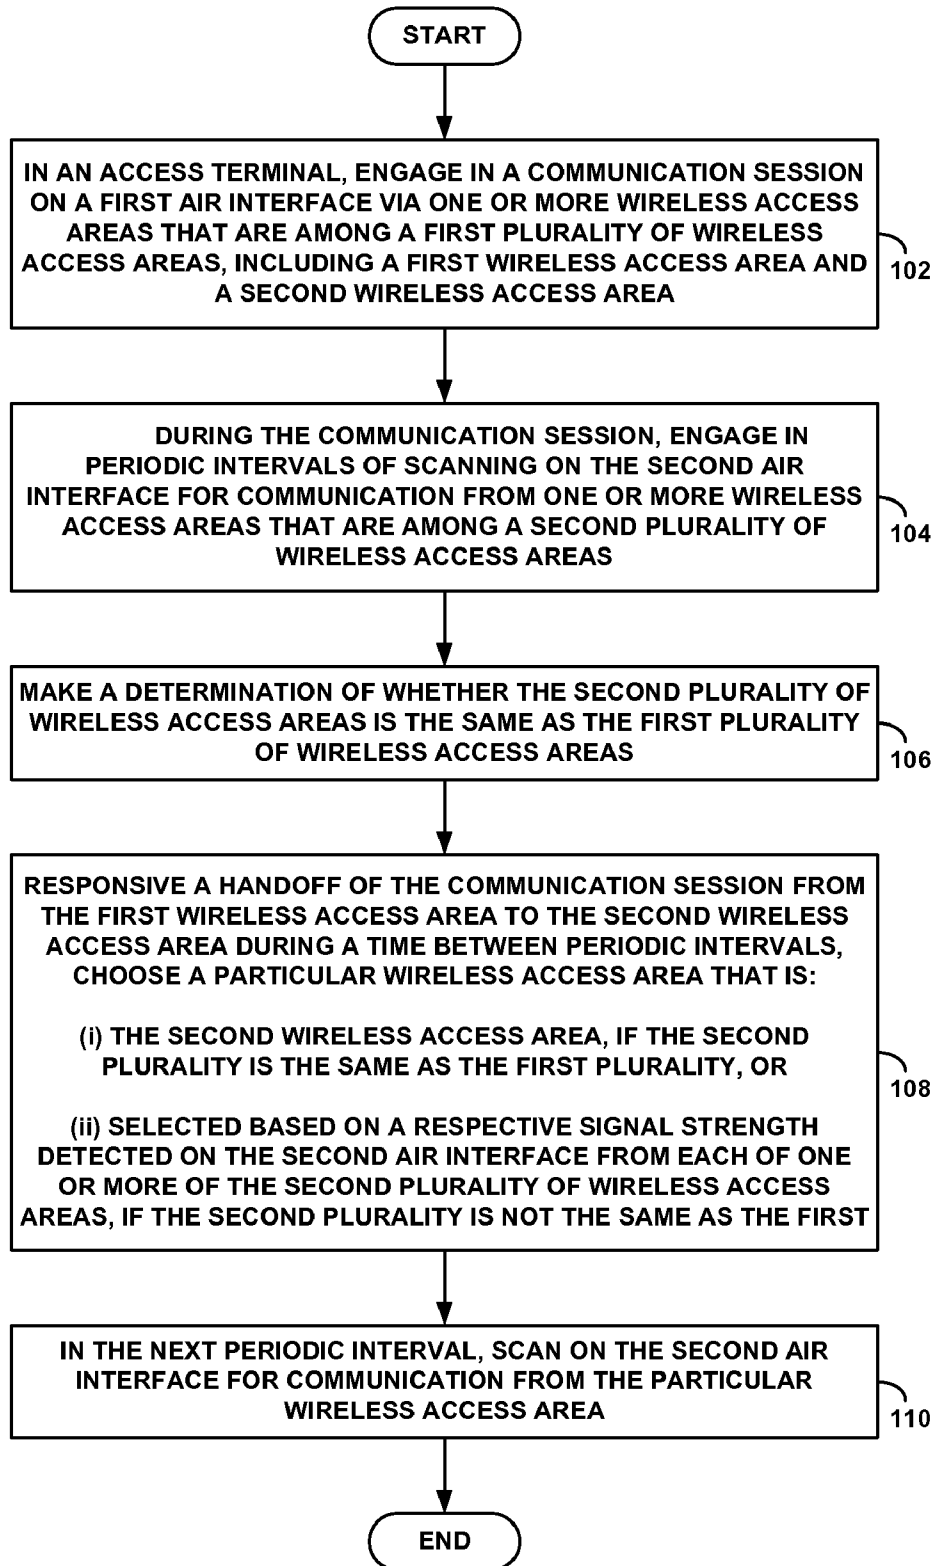 START
IN AN ACCESS TERMINAL, ENGAGE IN A COMMUNICATION SESSION
ON A FIRST AIR INTERFACE VIA ONE OR MORE WIRELESS ACCESS
AREAS THAT ARE AMONG A FIRST PLURALITY OF WIRELESS
ACCESS AREAS, INCLUDING A FIRST WIRELESS ACCESS AREA AND
A SECOND WIRELESS ACCESS AREA
102
DURING THE COMMUNICATION SESSION, ENGAGE IN
PERIODIC INTERVALS OF SCANNING ON THE SECOND AIR
INTERFACE FOR COMMUNICATION FROM ONE OR MORE WIRELESS
ACCESS AREAS THAT ARE AMONG A SECOND PLURALITY OF
WIRELESS ACCESS AREAS
104
MAKE A DETERMINATION OF WHETHER THE SECOND PLURALITY OF
WIRELESS ACCESS AREAS IS THE SAME AS THE FIRST PLURALITY
OF WIRELESS ACCESS AREAS
106
RESPONSIVE A HANDOFF OF THE COMMUNICATION SESSION FROM
THE FIRST WIRELESS ACCESS AREA TO THE SECOND WIRELESS
ACCESS AREA DURING A TIME BETWEEN PERIODIC INTERVALS,
CHOOSE A PARTICULAR WIRELESS ACCESS AREA THAT IS:
(i) THE SECOND WIRELESS ACCESS AREA, IF THE SECOND
PLURALITY IS THE SAME AS THE FIRST PLURALITY, OR
(ii) SELECTED BASED ON A RESPECTIVE SIGNAL STRENGTH
DETECTED ON THE SECOND AIR INTERFACE FROM EACH OF ONE
OR MORE OF THE SECOND PLURALITY OF WIRELESS ACCESS
AREAS, IF THE SECOND PLURALITY IS NOT THE SAME AS THE FIRST
108
IN THE NEXT PERIODIC INTERVAL, SCAN ON THE SECOND AIR
INTERFACE FOR COMMUNICATION FROM THE PARTICULAR
WIRELESS ACCESS AREA
110
END